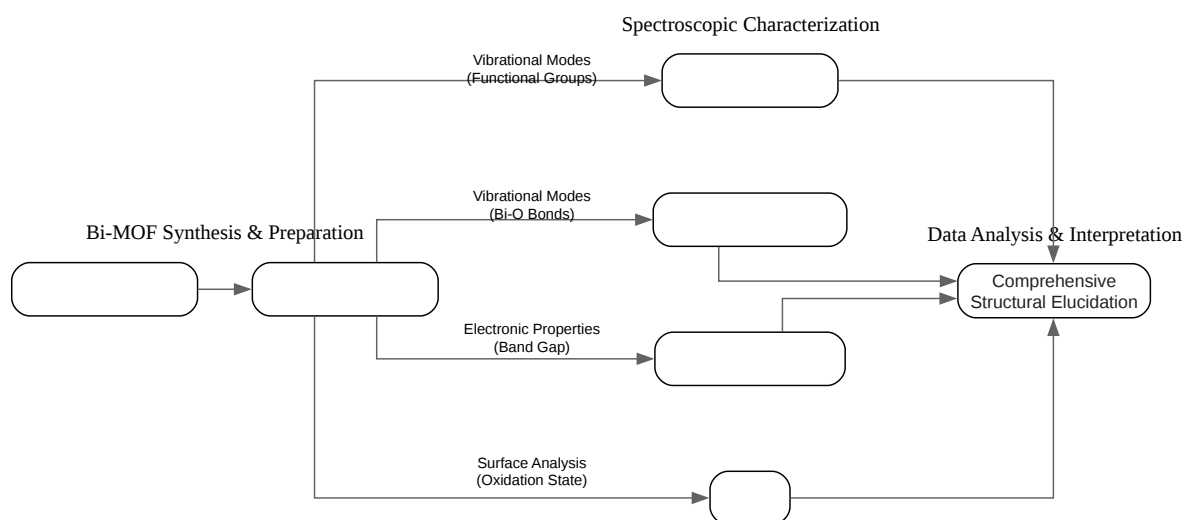 Spectroscopic Characterization
Vibrational Modes
(Functional Groups)
Vibrational Modes
(Bi-O Bonds)
Bi-MOF Synthesis & Preparation
Data Analysis & Interpretation
Comprehensive
Structural Elucidation
Electronic Properties
(Band Gap)
Surface Analysis
(Oxidation State)